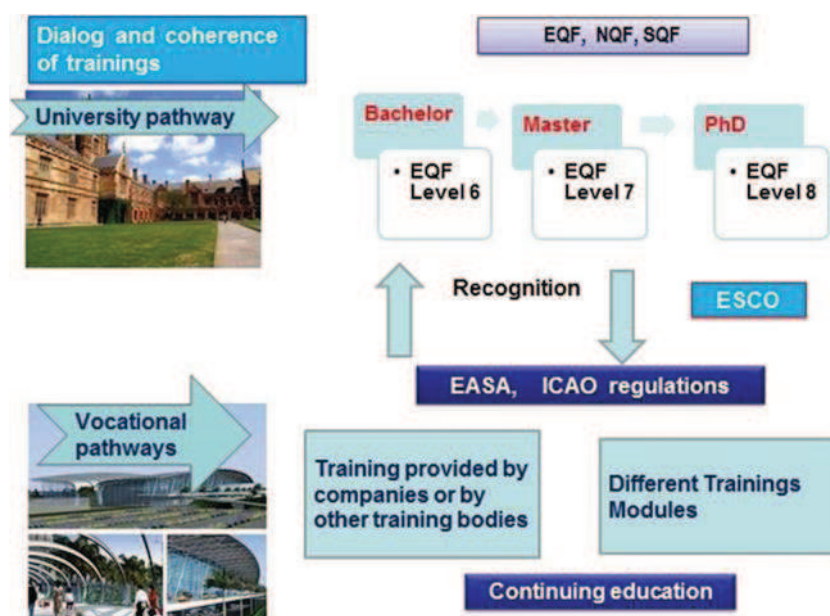 Dialog and coherence
of trainings
EQF, NQF, SQF
University pathway
Bachelor
Master
PhD
• EQF
Level 6
• EQF
Level 7
• EQF
Level 8
Recognition
ESCO
EASA, ICAO regulations
Vocational
pathways
Training provided by
companies or by
other training bodies
Different Trainings
Modules
Continuing education